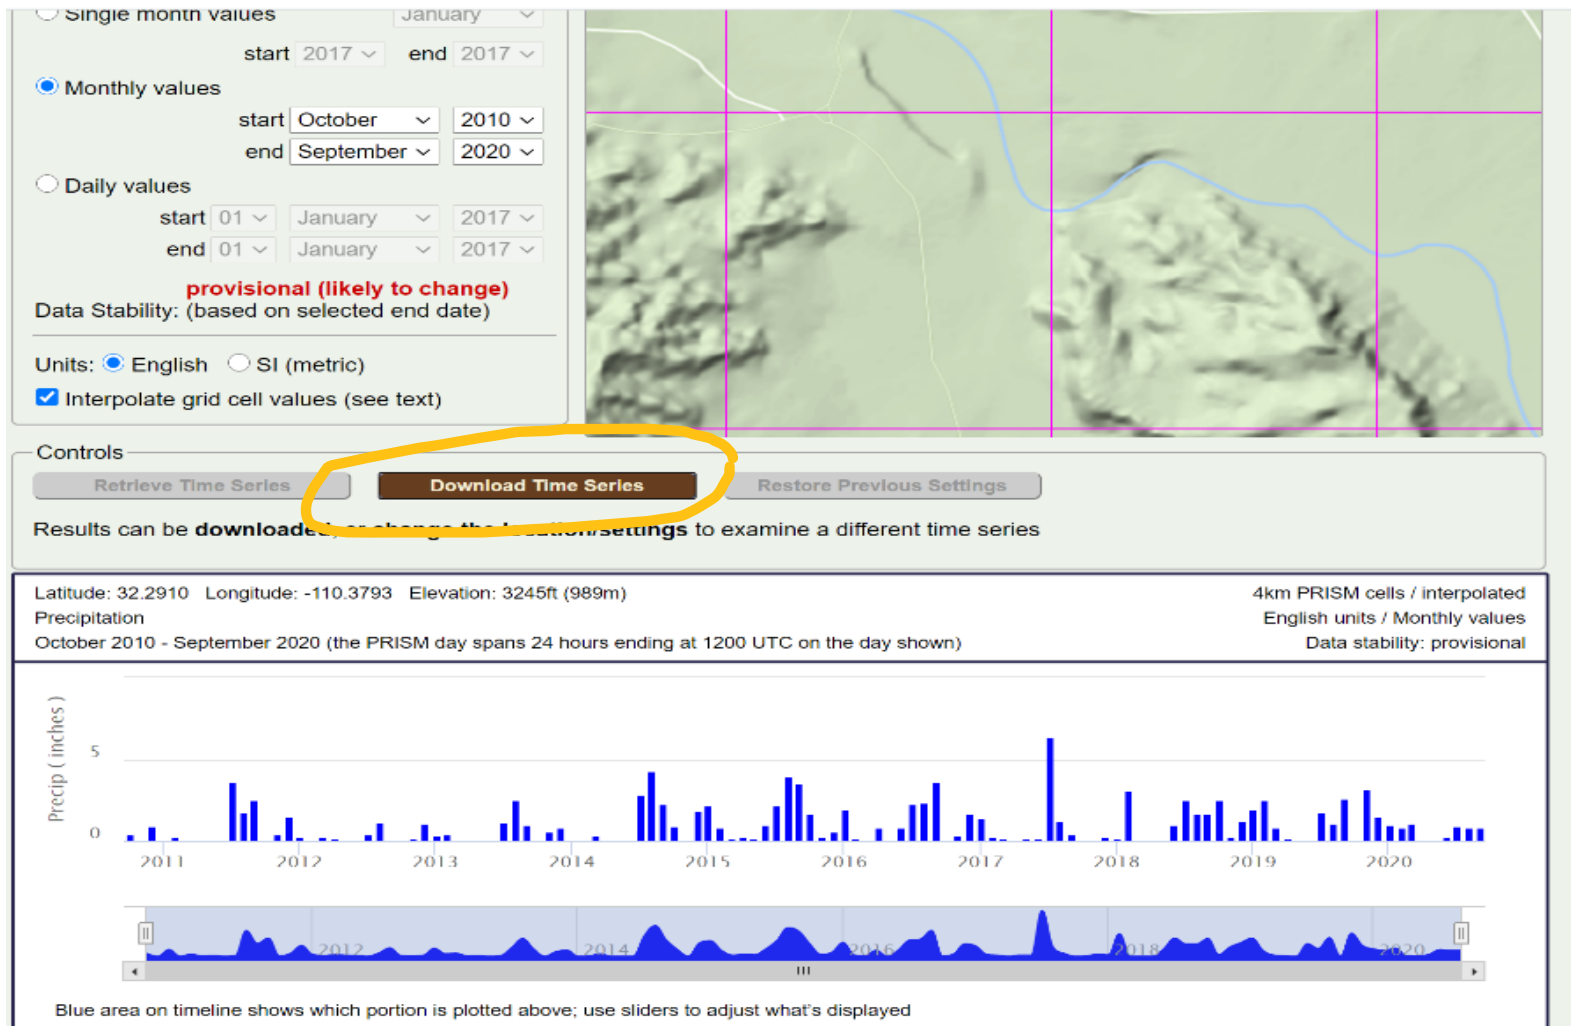 Single month values January
start 2017 end 2017
Monthly values
start October 2010
end September 2020
Daily values
start 01 January 2017
end 01 January 2017
provisional (likely to change)
Data Stability: (based on selected end date)
Units: English SI (metric)
Interpolate grid cell values (see text)
Controls
Retrieve Time Series Download Time Series Restore Previous Settings
Results can be downloaded, or change the location/settings to examine a different time series
Latitude: 32.2910 Longitude: -110.3793 Elevation: 3245ft (989m) 4km PRISM cells / interpolated
Precipitation English units / Monthly values
October 2010 - September 2020 (the PRISM day spans 24 hours ending at 1200 UTC on the day shown) Data stability: provisional
Precip ( inches )
5
0
2011 2012 2013 2014 2015 2016 2017 2018 2019 2020
2012 2014 2016 2018 2020
Blue area on timeline shows which portion is plotted above; use sliders to adjust what's displayed